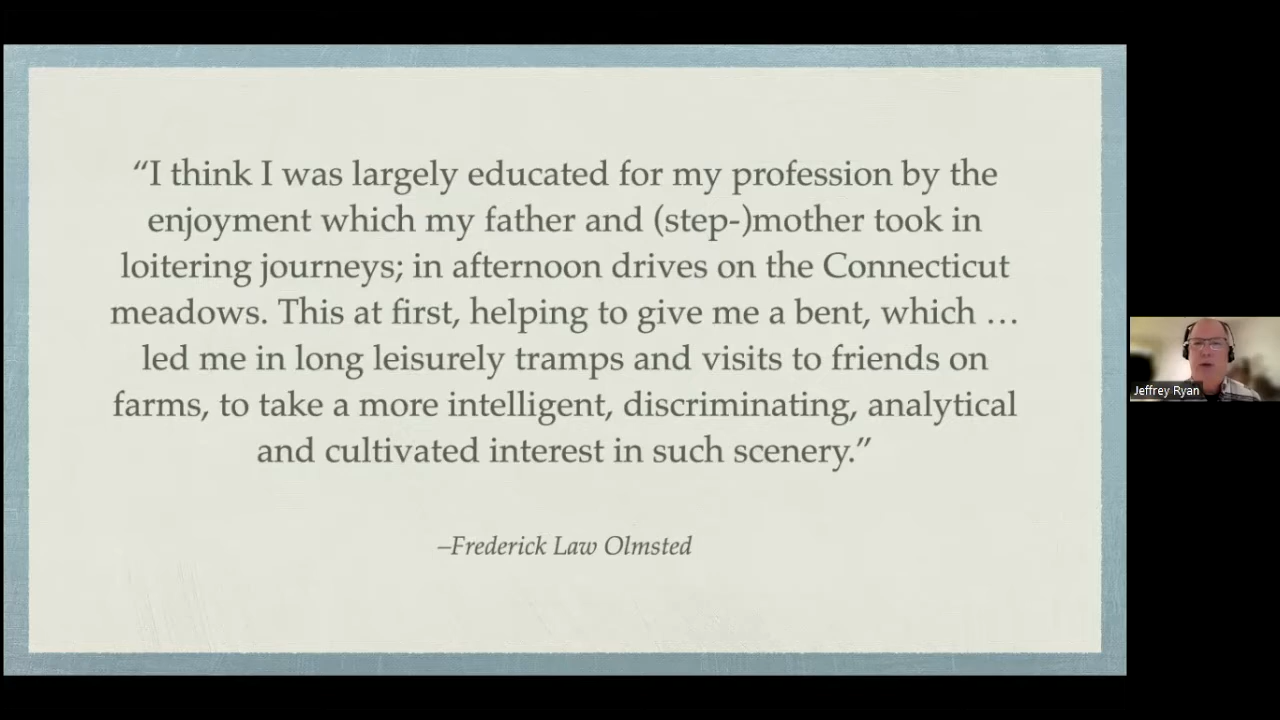 “I think I was largely educated for my profession by the
enjoyment which my father and (step-)mother took in
loitering journeys; in afternoon drives on the Connecticut
meadows. This at first, helping to give me a bent, which …
led me in long leisurely tramps and visits to friends on
farms, to take a more intelligent, discriminating, analytical
and cultivated interest in such scenery.”
–Frederick Law Olmsted
Jeffrey Ryan